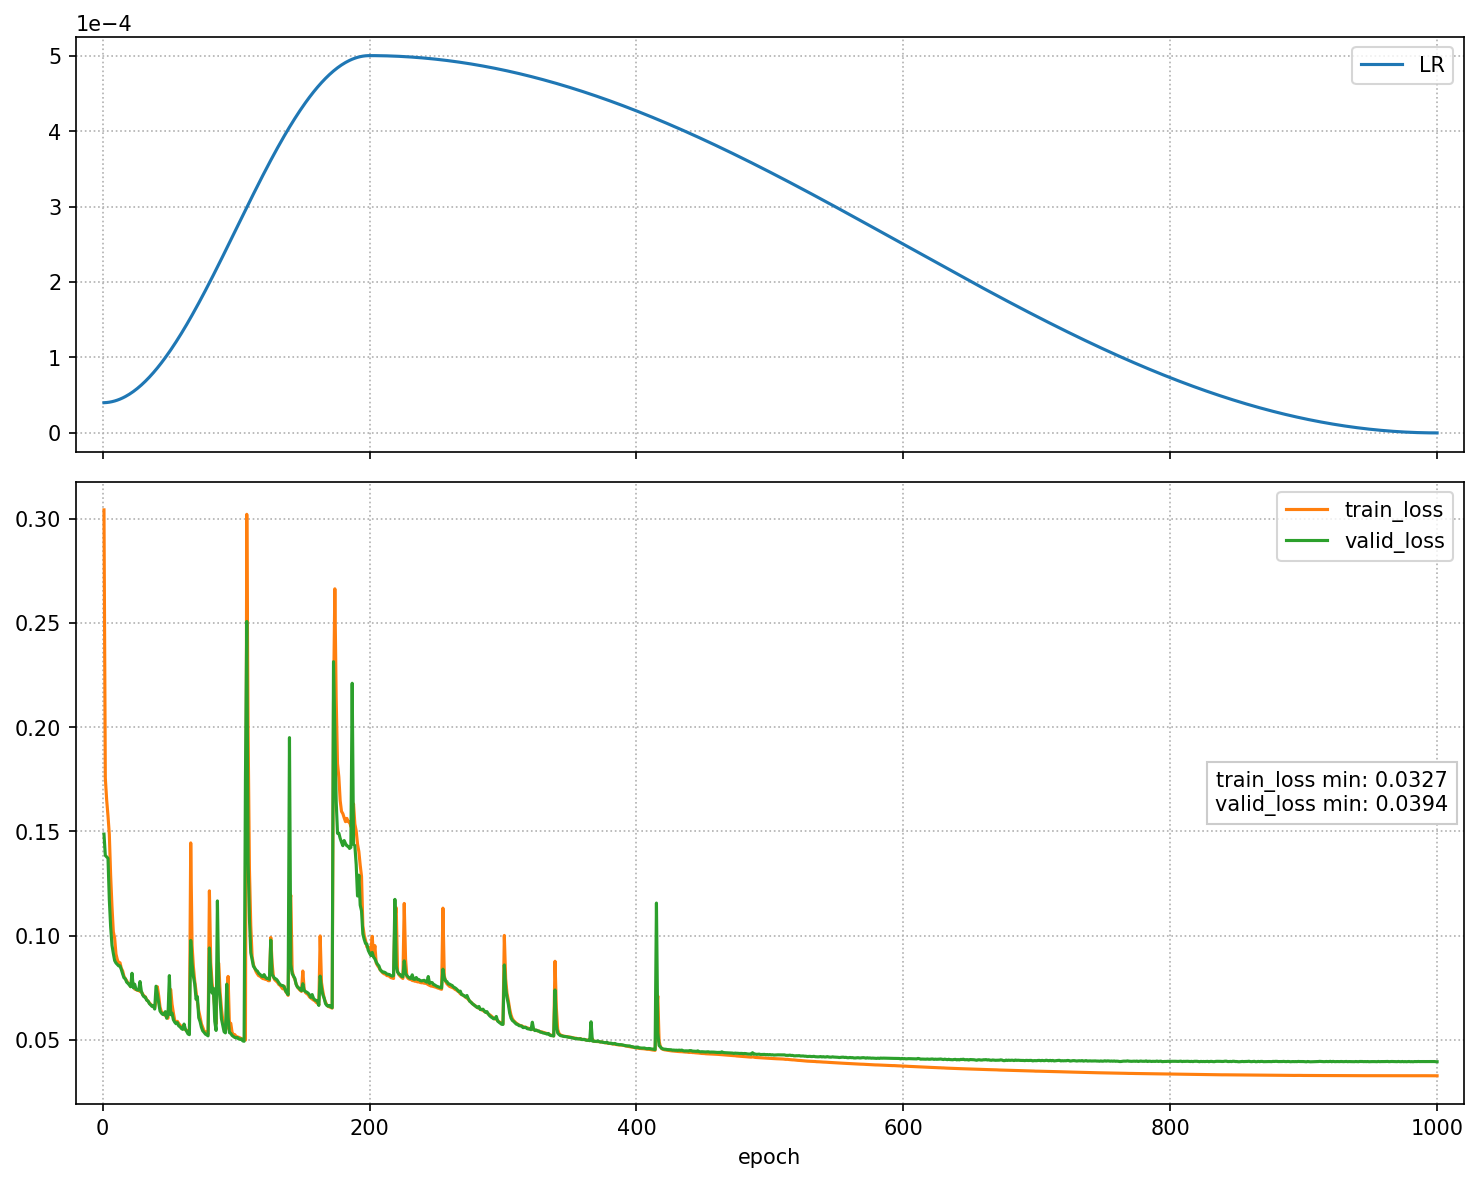 1e−4
5
4
3
2
1
0
LR
0.30
0.25
0.20
0.15
0.10
0.05
train_loss
valid_loss
train_loss min: 0.0327
valid_loss min: 0.0394
0 200 400 600 800 1000
epoch